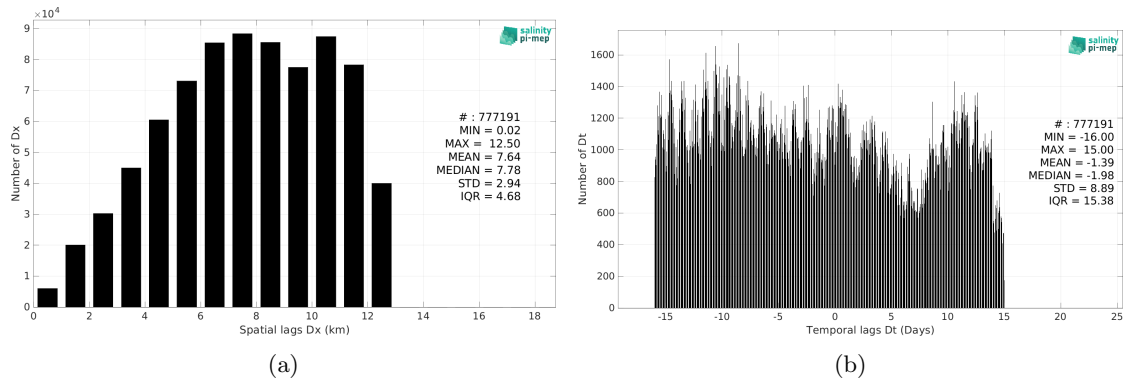 ×10⁴
9
8
7
6
5
4
3
2
1
0
Number of Dx
0 2 4 6 8 10 12 14 16 18
Spatial lags Dx (km)
salinity
pi-mep
# : 777191
MIN = 0.02
MAX = 12.50
MEAN = 7.64
MEDIAN = 7.78
STD = 2.94
IQR = 4.68
(a)
1600
1400
1200
1000
800
600
400
200
0
Number of Dt
-15 -10 -5 0 5 10 15 20 25
Temporal lags Dt (Days)
salinity
pi-mep
# : 777191
MIN = -16.00
MAX = 15.00
MEAN = -1.39
MEDIAN = -1.98
STD = 8.89
IQR = 15.38
(b)